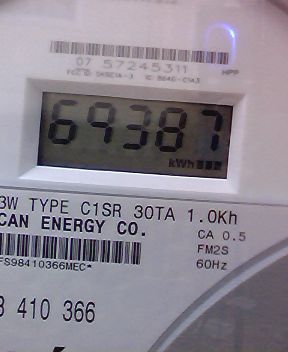 07 57245311
HPP
69387
kWh
3W TYPE C1SR 30TA 1.0Kh
CAN ENERGY CO.
CA 0.5
FM2S
60Hz
FS98410366MEC*
3 410 366